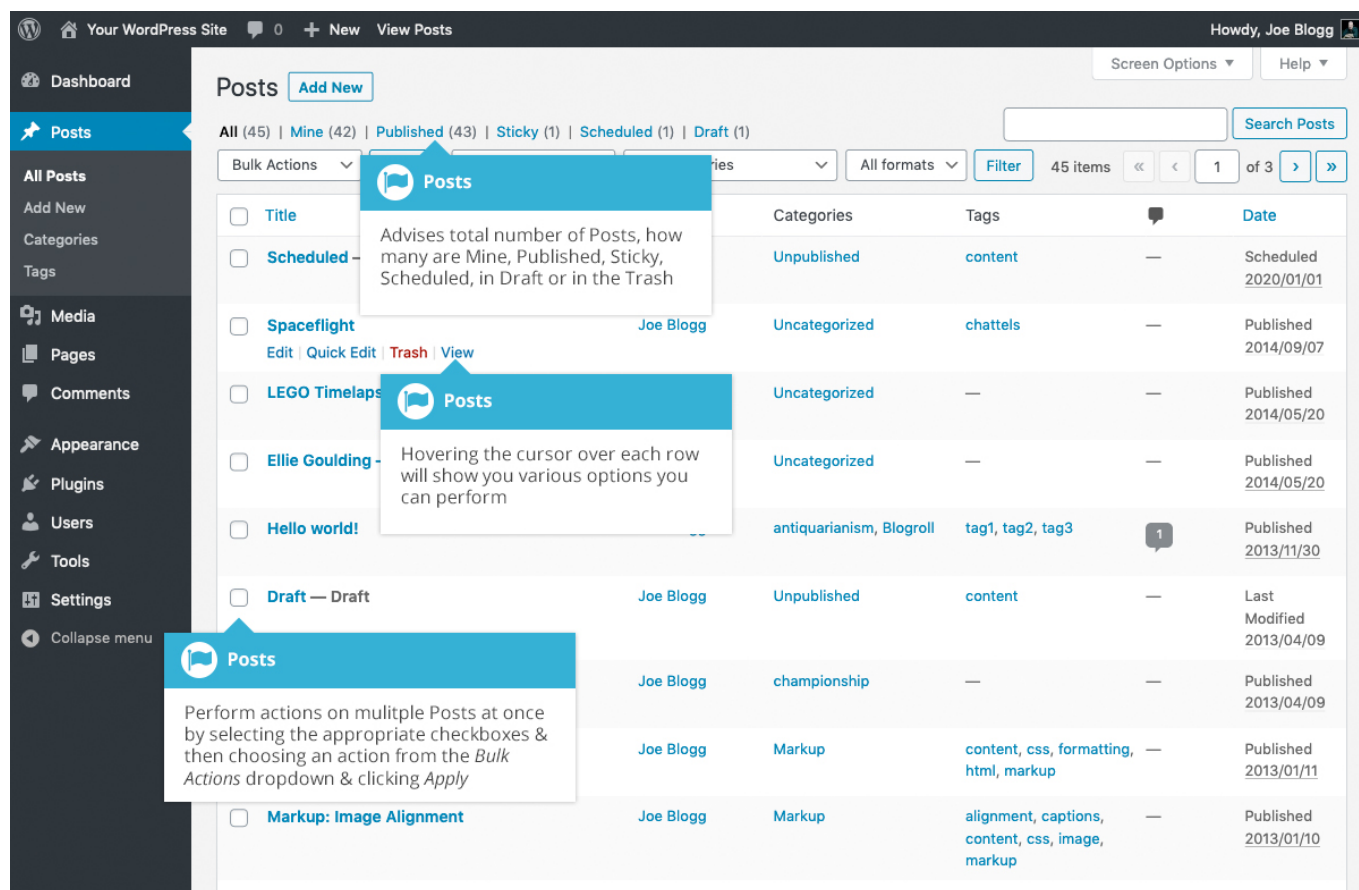 Your WordPress Site 0 + New View Posts Howdy, Joe Blogg
Screen Options ▼ Help ▼
Dashboard
Posts
All Posts
Add New
Categories
Tags
Media
Pages
Comments
Appearance
Plugins
Users
Tools
Settings
Collapse menu
Posts Add New
All (45) | Mine (42) | Published (43) | Sticky (1) | Scheduled (1) | Draft (1)
Search Posts
Bulk Actions All formats Filter 45 items « ‹ 1 of 3 › »
Posts
Advises total number of Posts, how
many are Mine, Published, Sticky,
Scheduled, in Draft or in the Trash
Title Categories Tags Date
Scheduled – Unpublished content — Scheduled
2020/01/01
Spaceflight Joe Blogg Uncategorized chattels — Published
Edit | Quick Edit | Trash | View 2014/09/07
LEGO Uncategorized — — Published
2014/05/20
Posts
Hovering the cursor over each row
will show you various options you
can perform
Ellie Goulding - Uncategorized — — Published
2014/05/20
Hello world! antiquarianism, Blogroll tag1, tag2, tag3 1 Published
2013/11/30
Draft — Draft Joe Blogg Unpublished content — Last
Modified
2013/04/09
Posts
Perform actions on mulitple Posts at once
by selecting the appropriate checkboxes &
then choosing an action from the Bulk
Actions dropdown & clicking Apply
Joe Blogg championship — — Published
2013/04/09
Joe Blogg Markup content, css, formatting, — Published
html, markup 2013/01/11
Markup: Image Alignment Joe Blogg Markup alignment, captions, — Published
content, css, image, 2013/01/10
markup